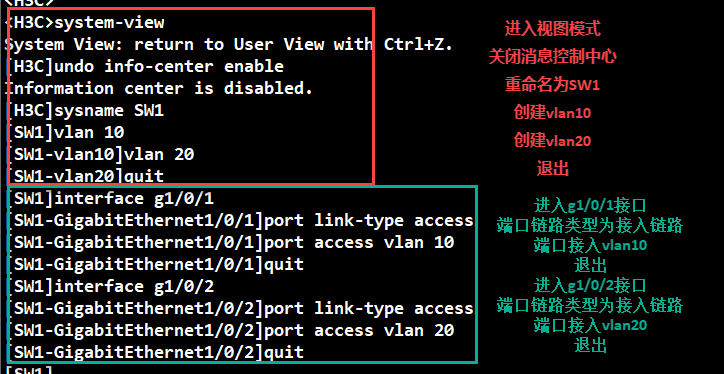 <H3C>
<H3C>system-view
System View: return to User View with Ctrl+Z.
[H3C]undo info-center enable
Information center is disabled.
[H3C]sysname SW1
[SW1]vlan 10
[SW1-vlan10]vlan 20
[SW1-vlan20]quit
[SW1]interface g1/0/1
[SW1-GigabitEthernet1/0/1]port link-type access
[SW1-GigabitEthernet1/0/1]port access vlan 10
[SW1-GigabitEthernet1/0/1]quit
[SW1]interface g1/0/2
[SW1-GigabitEthernet1/0/2]port link-type access
[SW1-GigabitEthernet1/0/2]port access vlan 20
[SW1-GigabitEthernet1/0/2]quit
[SW1]
进入视图模式
关闭消息控制中心
重命名为SW1
创建vlan10
创建vlan20
退出
进入g1/0/1接口
端口链路类型为接入链路
端口接入vlan10
退出
进入g1/0/2接口
端口链路类型为接入链路
端口接入vlan20
退出